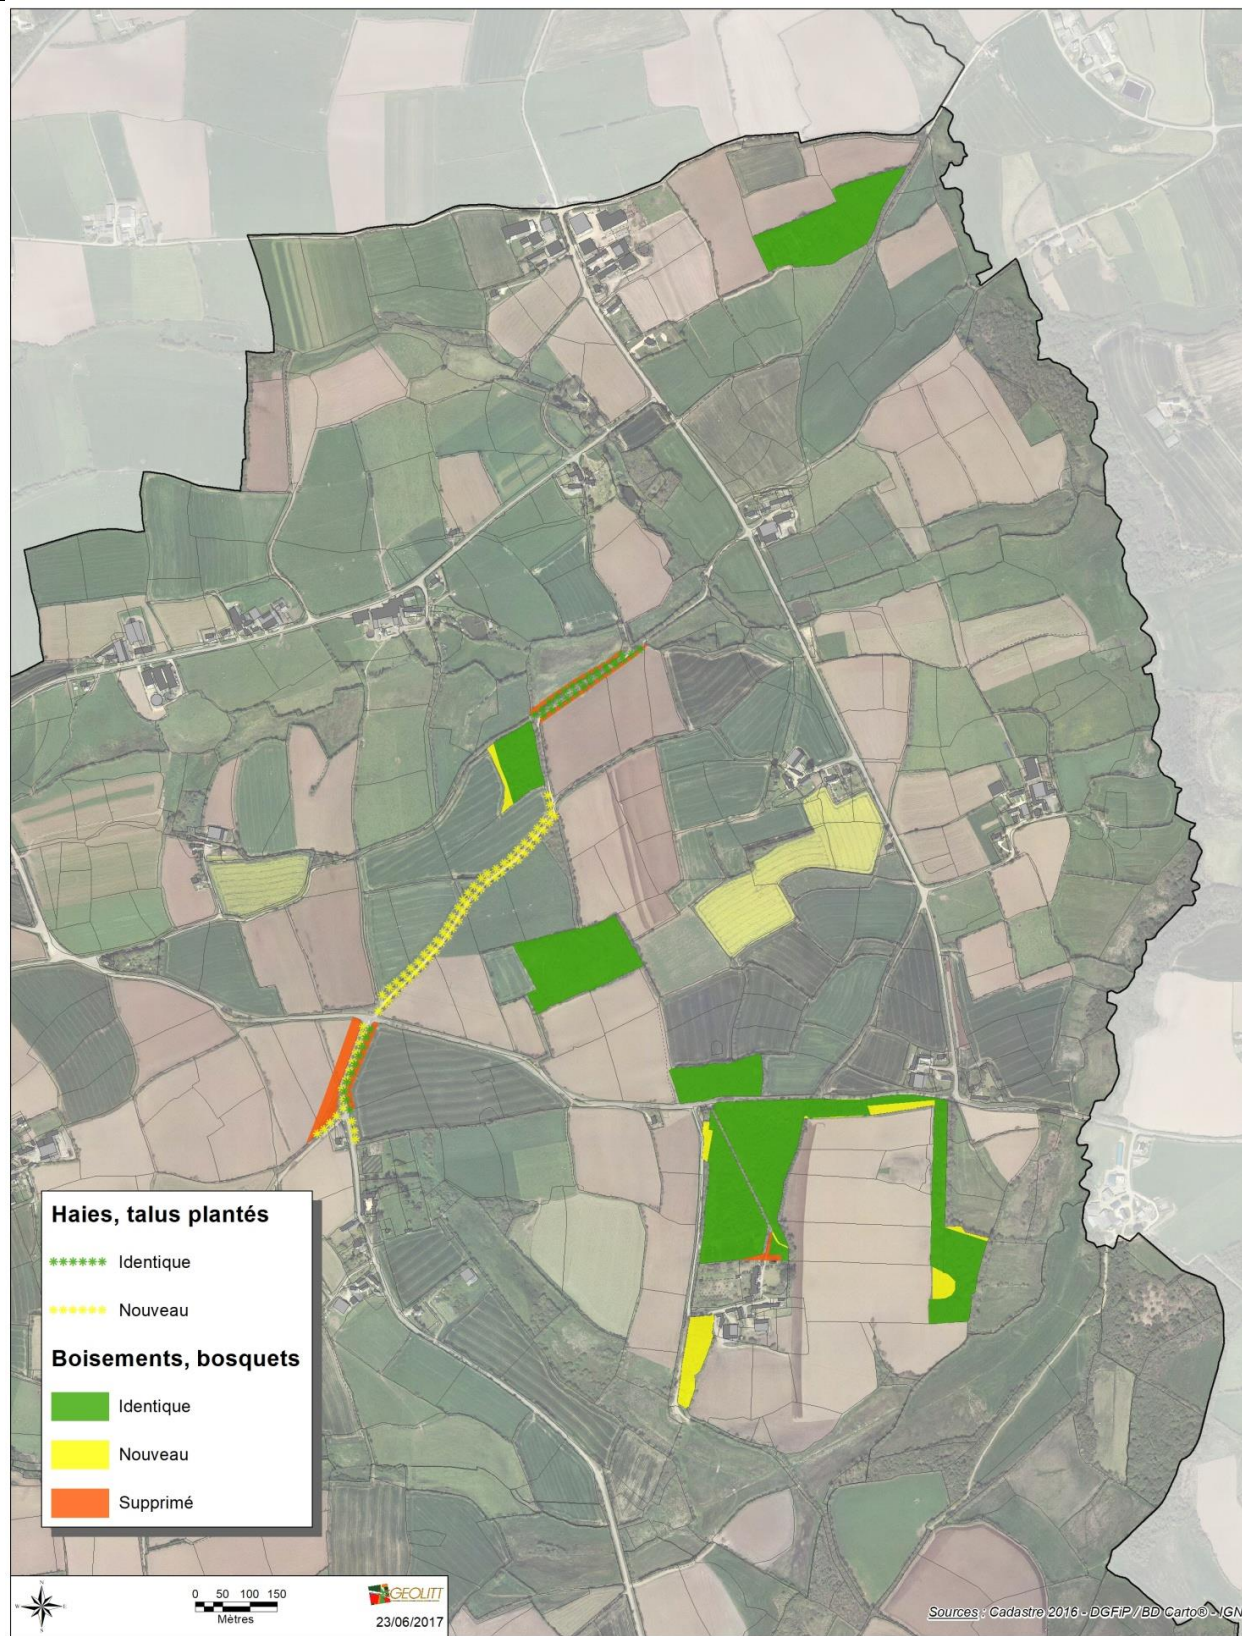 Haies, talus plantés
Identique
Nouveau
Boisements, bosquets
Identique
Nouveau
Supprimé
N
W
E
S
0 50 100 150
Mètres
GEOLITT
23/06/2017
Sources : Cadastre 2016 - DGFiP / BD Carto® - IGN